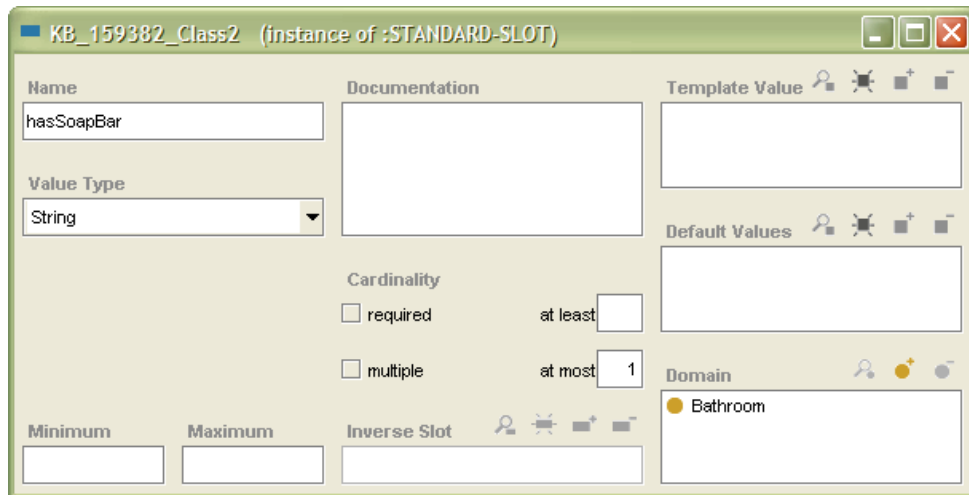 KB_159382_Class2 (instance of :STANDARD-SLOT)
Name
hasSoapBar
Value Type
String
Documentation
Cardinality
required
at least
multiple
at most
1
Minimum
Maximum
Inverse Slot
Template Value
Default Values
Domain
Bathroom